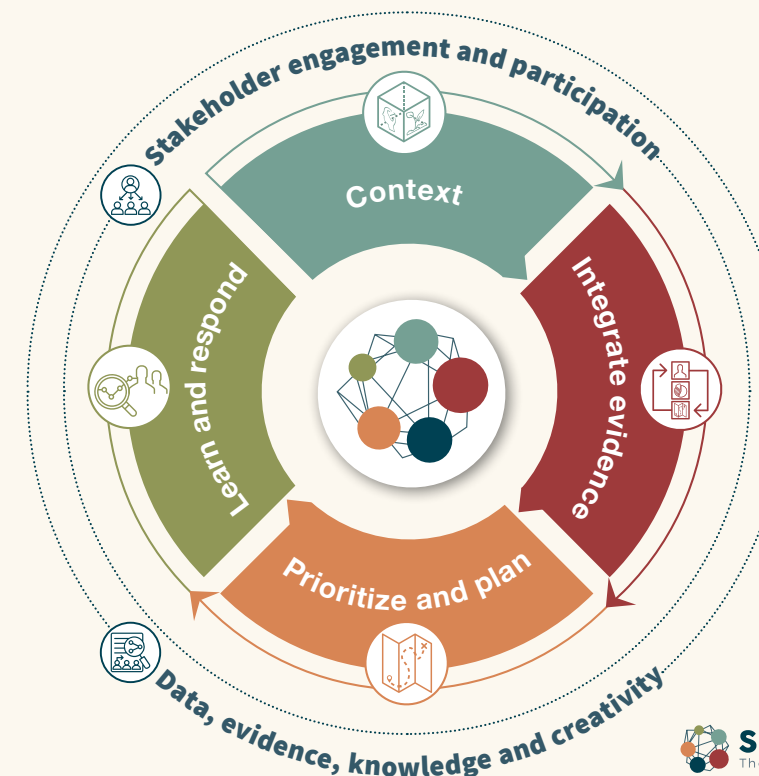 Stakeholder engagement and participation
Context
Integrate evidence
Prioritize and plan
Learn and respond
Data, evidence, knowledge and creativity